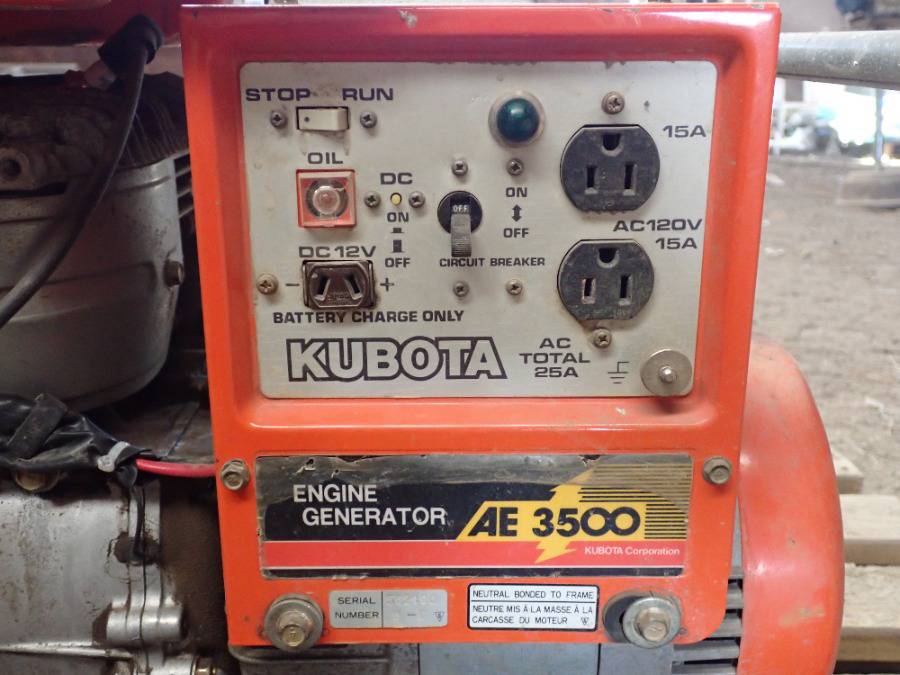 STOP RUN
OIL
15A
DC
ON
OFF
DC 12V
- +
BATTERY CHARGE ONLY
OFF
ON
OFF
CIRCUIT BREAKER
AC120V
15A
KUBOTA
AC
TOTAL
25A
ENGINE
GENERATOR
AE 3500
KUBOTA Corporation
SERIAL
NUMBER
NEUTRAL BONDED TO FRAME
NEUTRE MIS À LA MASSE À LA
CARCASSE DU MOTEUR